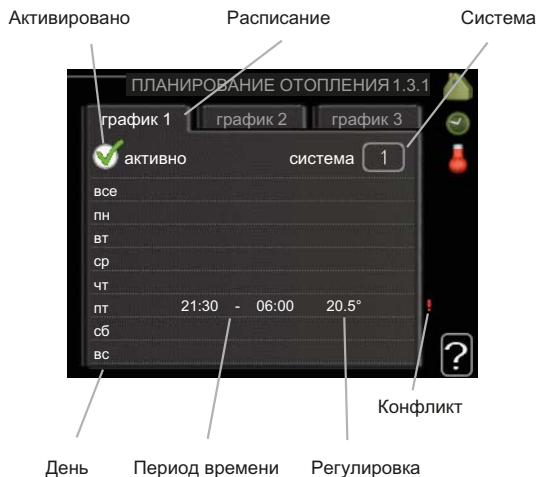 Активировано Расписание Система
ПЛАНИРОВАНИЕ ОТОПЛЕНИЯ 1.3.1
график 1 график 2 график 3
активно система 1
все
пн
вт
ср
чт
пт 21:30 - 06:00 20.5° !
сб
вс
?
Конфликт
День Период времени Регулировка